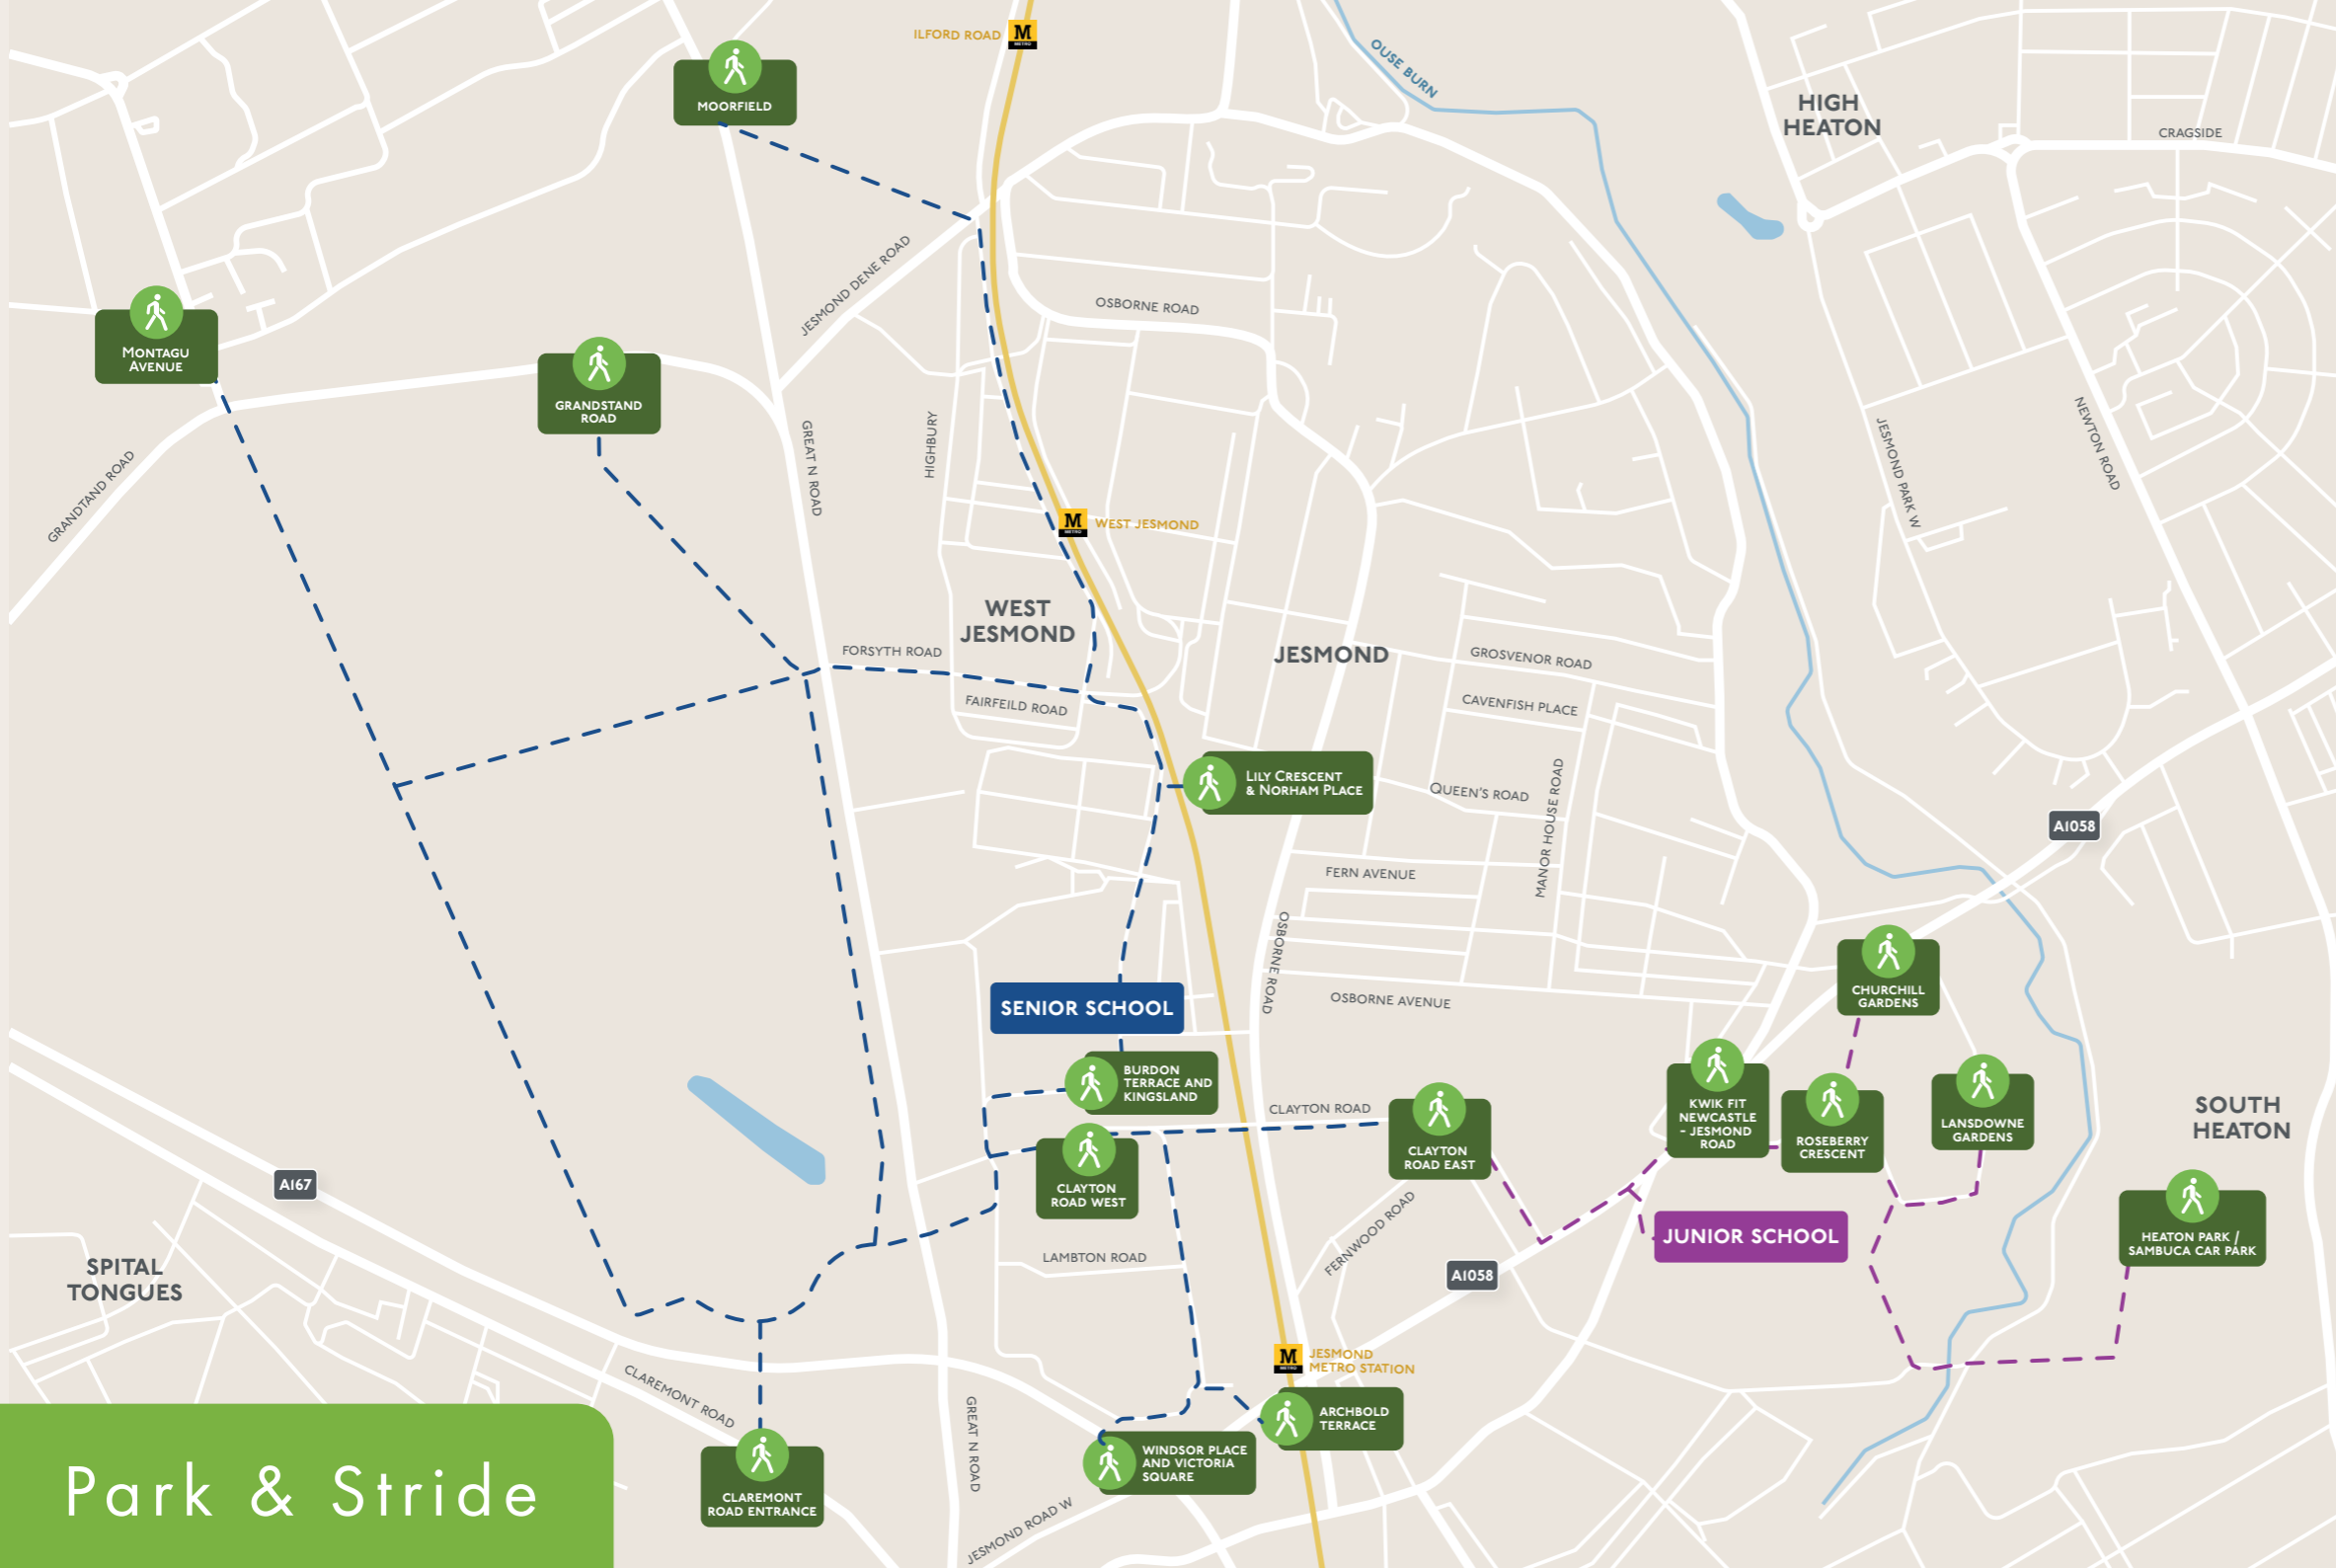 ILFORD ROAD
M
METRO
MOORFIELD
OUSE BURN
HIGH
HEATON
CRAGSIDE
JESMOND DENE ROAD
OSBORNE ROAD
MONTAGU
AVENUE
GRANDSTAND
ROAD
GRANDTAND ROAD
GREAT N ROAD
HIGHBURY
JESMOND PARK W
NEWTON ROAD
M
METRO
WEST JESMOND
WEST
JESMOND
FORSYTH ROAD
FAIRFEILD ROAD
JESMOND
GROSVENOR ROAD
CAVENFISH PLACE
LILY CRESCENT
& NORHAM PLACE
QUEEN'S ROAD
MANOR HOUSE ROAD
A1058
FERN AVENUE
OSBORNE ROAD
OSBORNE AVENUE
SENIOR SCHOOL
CHURCHILL
GARDENS
BURDON
TERRACE AND
KINGSLAND
CLAYTON ROAD
CLAYTON
ROAD EAST
KWIK FIT
NEWCASTLE
- JESMOND
ROAD
ROSEBERRY
CRESCENT
LANSDOWNE
GARDENS
SOUTH
HEATON
A167
CLAYTON
ROAD WEST
FERNWOOD ROAD
JUNIOR SCHOOL
HEATON PARK /
SAMBUCA CAR PARK
SPITAL
TONGUES
LAMBTON ROAD
A1058
M
METRO
JESMOND
METRO STATION
CLAREMONT ROAD
GREAT N ROAD
ARCHBOLD
TERRACE
WINDSOR PLACE
AND VICTORIA
SQUARE
CLAREMONT
ROAD ENTRANCE
JESMOND ROAD W
Park & Stride